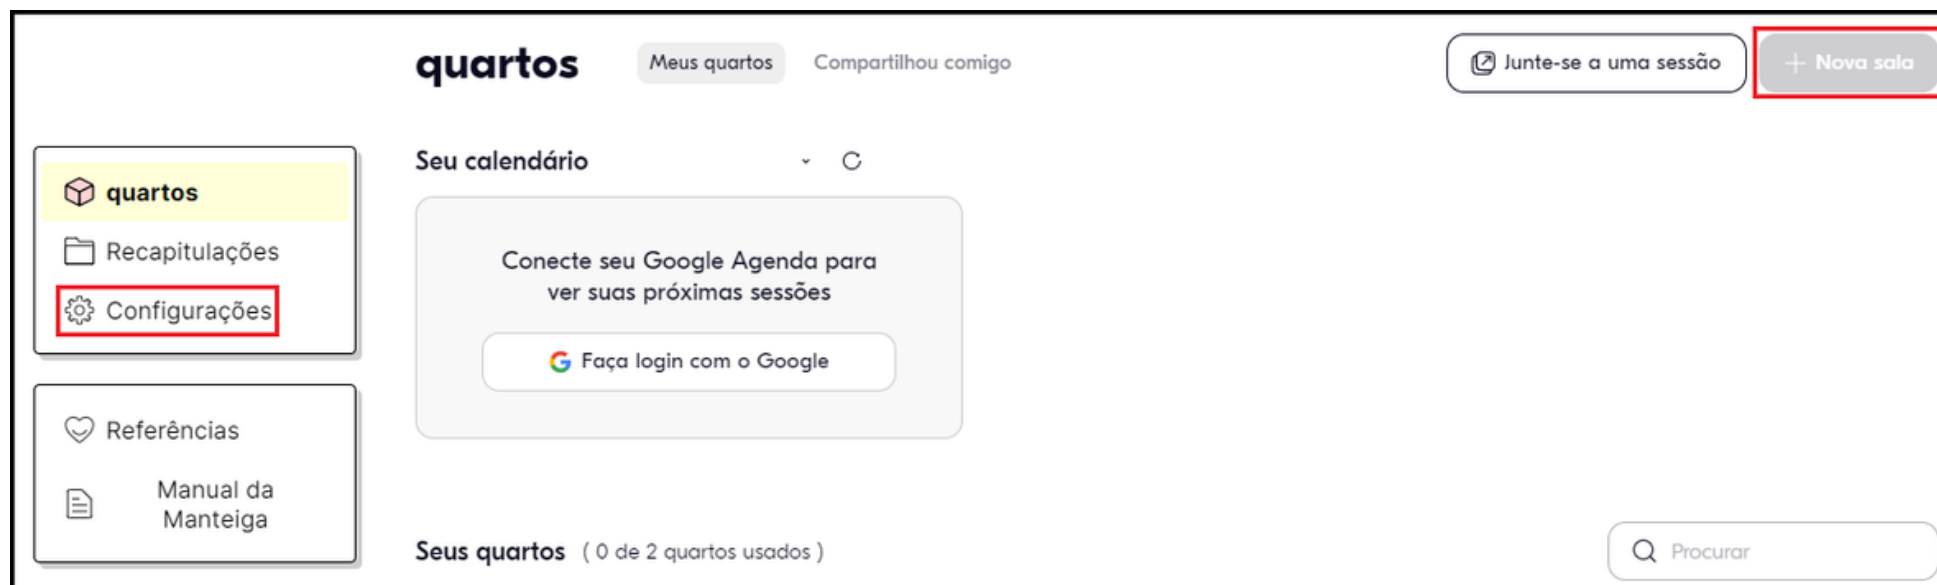 quartos
Meus quartos
Compartilhou comigo
Junte-se a uma sessão
+ Nova sala
quartos
Recapitulações
Configurações
Referências
Manual da
Manteiga
Seu calendário
Conecte seu Google Agenda para
ver suas próximas sessões
Faça login com o Google
Seus quartos ( 0 de 2 quartos usados )
Procurar